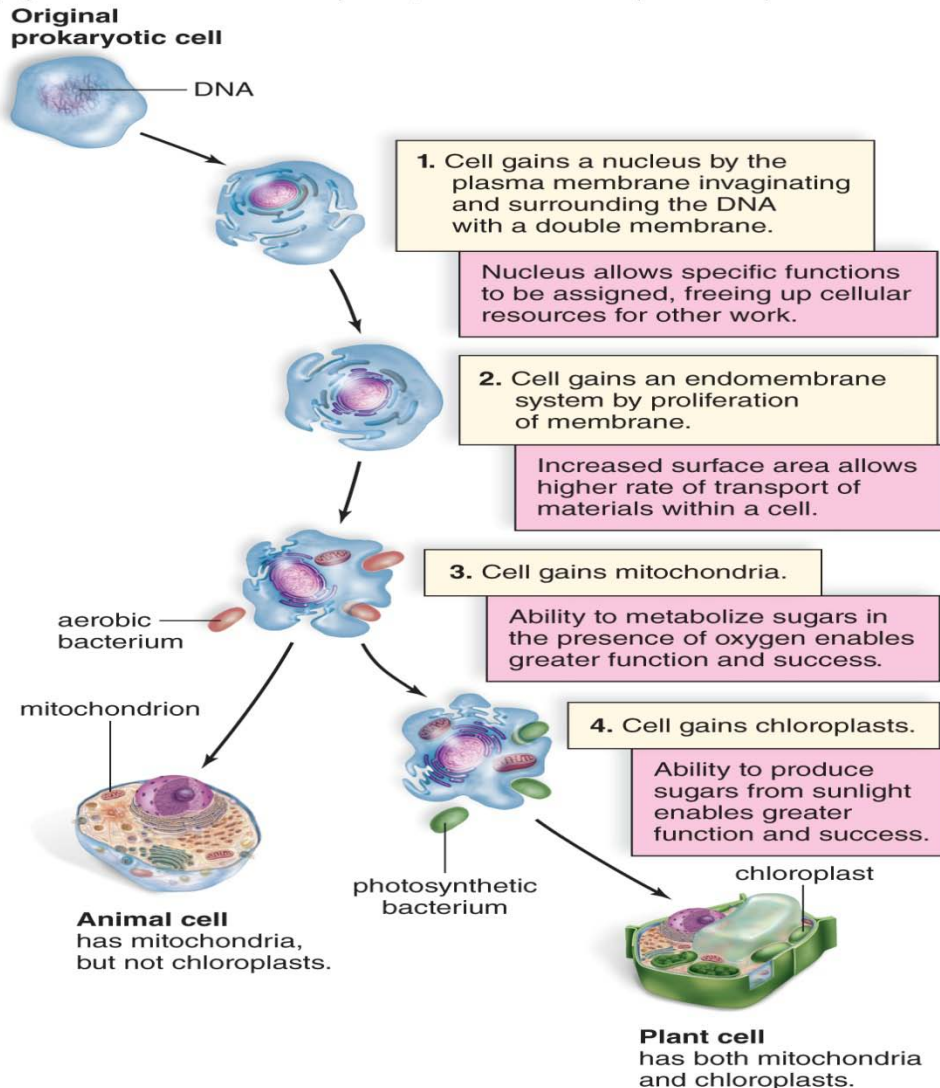 Original
prokaryotic cell
DNA
1. Cell gains a nucleus by the
plasma membrane invaginating
and surrounding the DNA
with a double membrane.
Nucleus allows specific functions
to be assigned, freeing up cellular
resources for other work.
2. Cell gains an endomembrane
system by proliferation
of membrane.
Increased surface area allows
higher rate of transport of
materials within a cell.
3. Cell gains mitochondria.
Ability to metabolize sugars in
the presence of oxygen enables
greater function and success.
aerobic
bacterium
mitochondrion
4. Cell gains chloroplasts.
Ability to produce
sugars from sunlight
enables greater
function and success.
photosynthetic
bacterium
chloroplast
Animal cell
has mitochondria,
but not chloroplasts.
Plant cell
has both mitochondria
and chloroplasts.